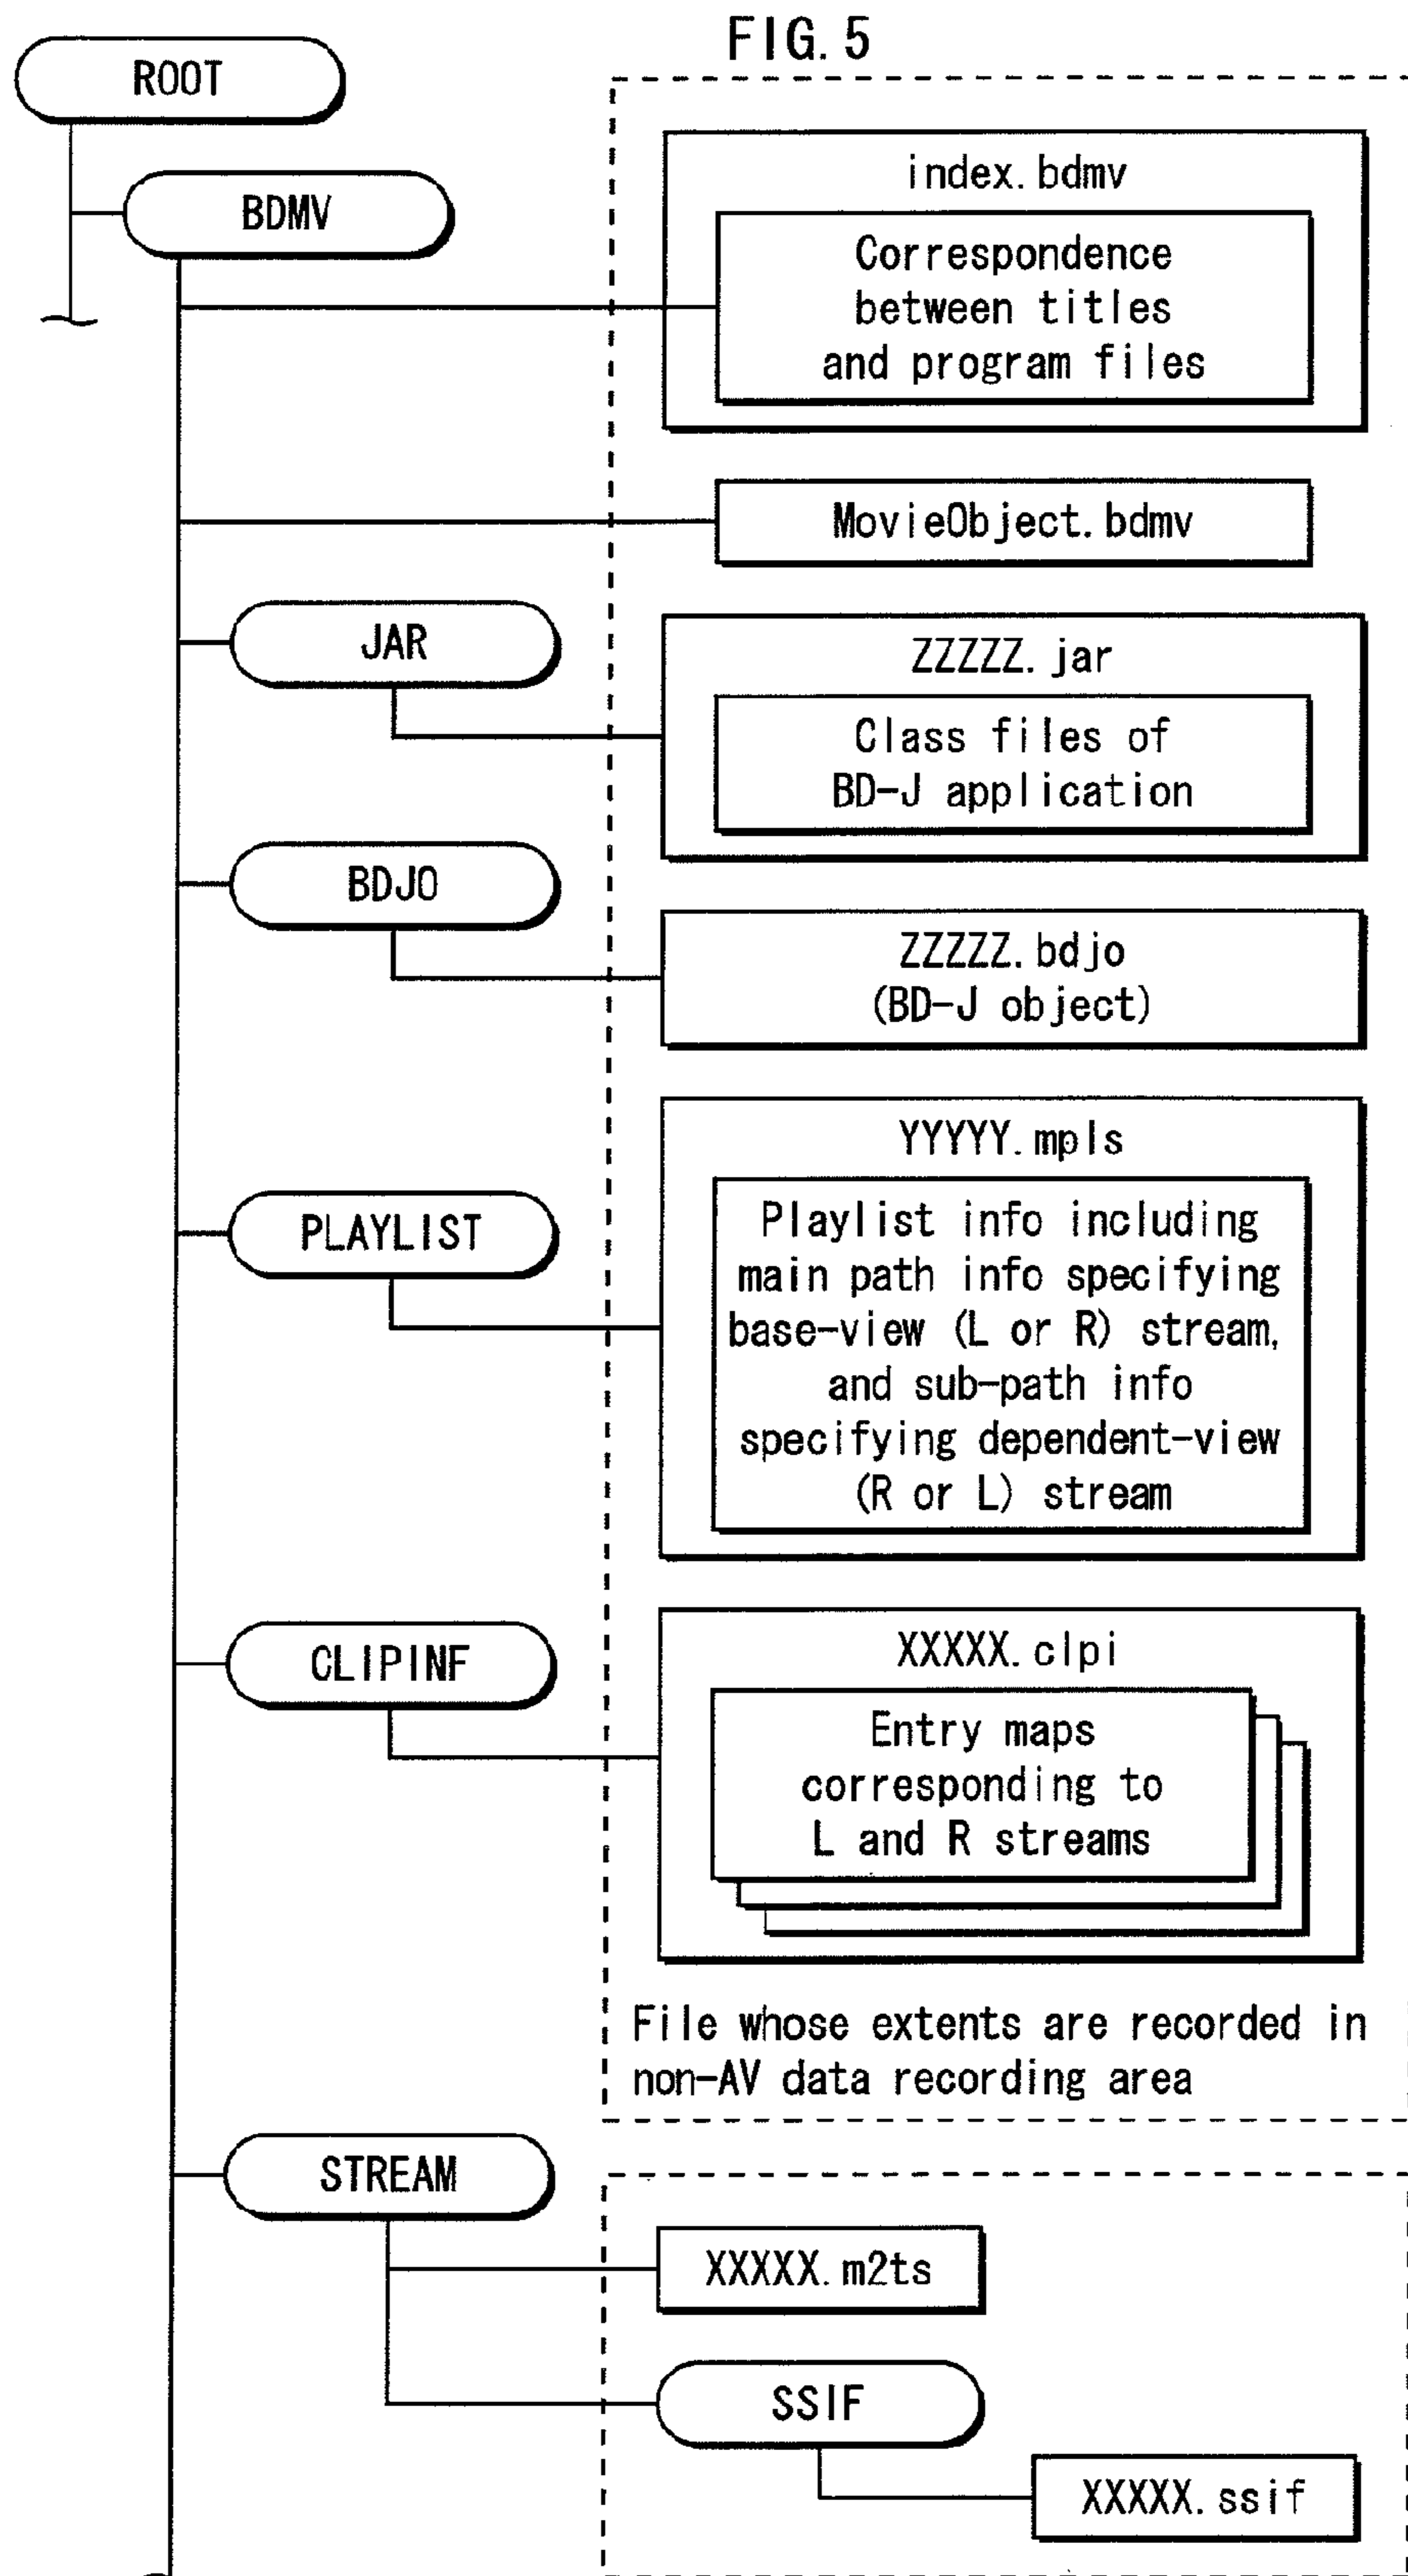 FIG. 5
ROOT
BDMV
index.bdmv
Correspondence
between titles
and program files
MovieObject.bdmv
JAR
ZZZZZ.jar
Class files of
BD-J application
BDJO
ZZZZZ.bdjo
(BD-J object)
PLAYLIST
YYYYY.mpls
Playlist info including
main path info specifying
base-view (L or R) stream,
and sub-path info
specifying dependent-view
(R or L) stream
CLIPINF
XXXXX.clpi
Entry maps
corresponding to
L and R streams
File whose extents are recorded in
non-AV data recording area
STREAM
XXXXX.m2ts
SSIF
XXXXX.ssif